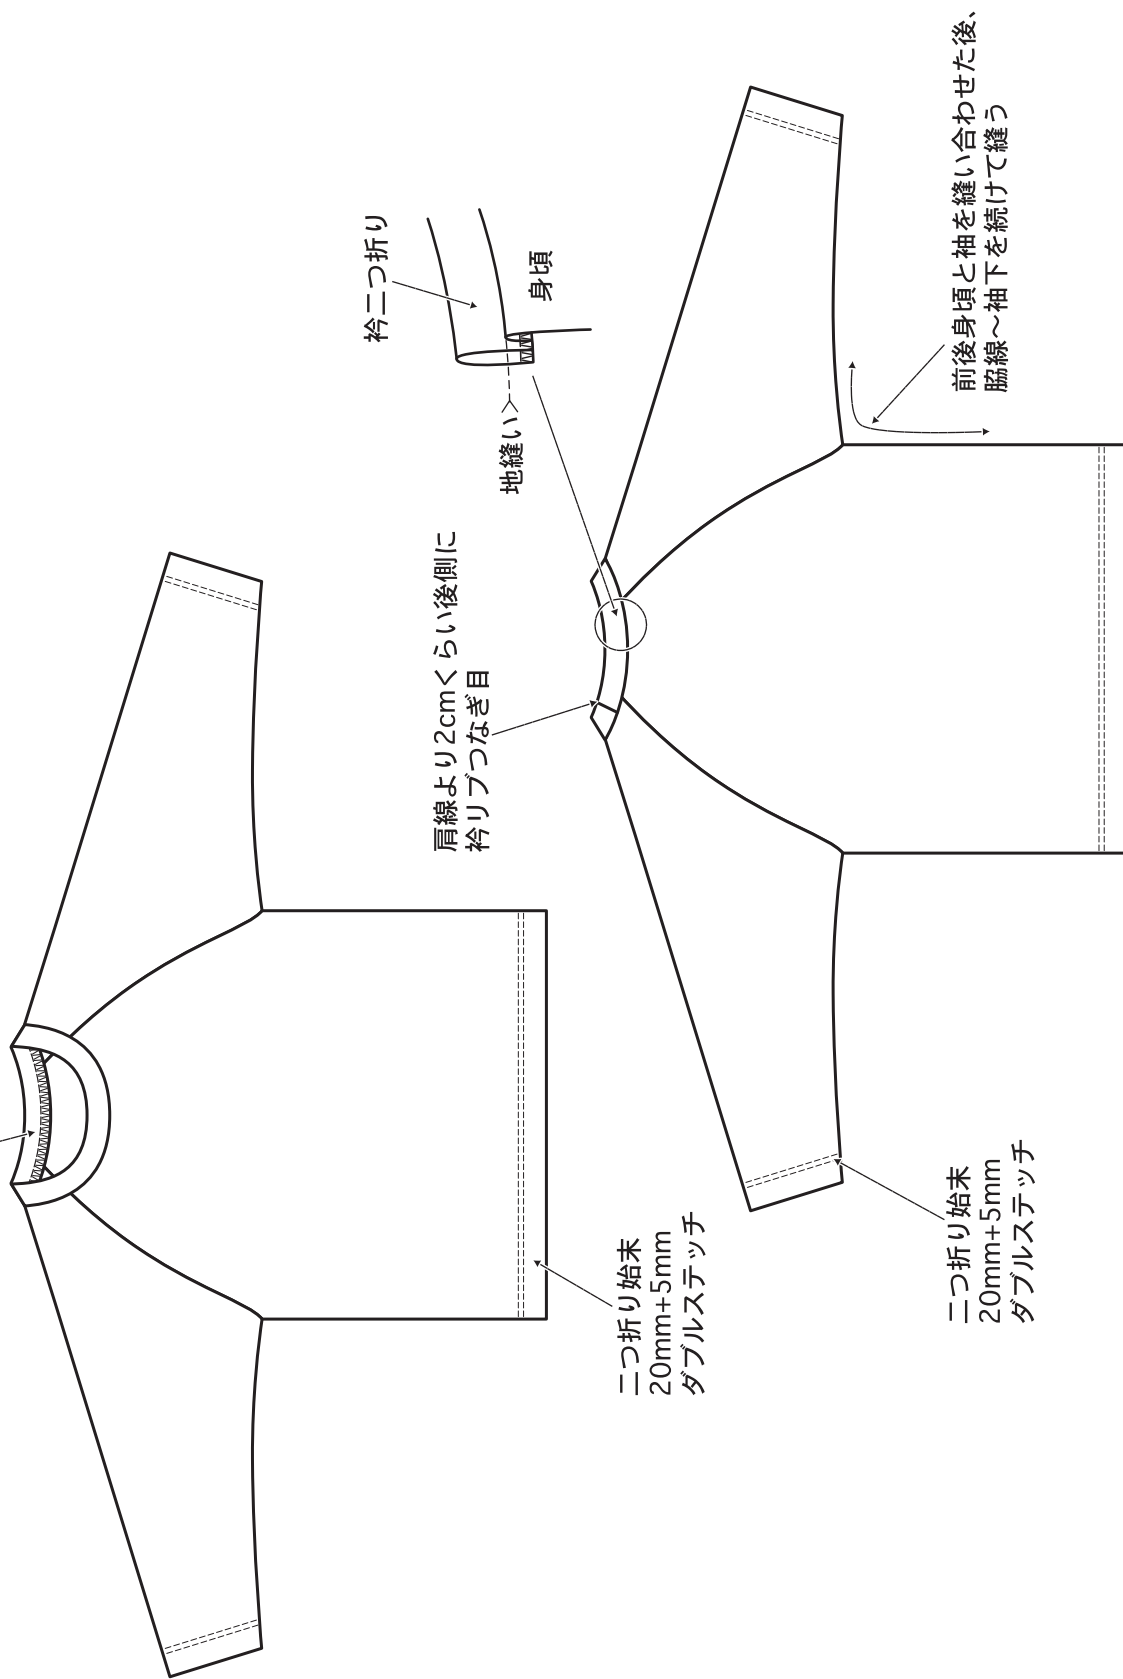 二つ折り始末
20mm+5mm
ダブルステッチ
肩線より2cmくらい後側に
衿リブつなぎ目
衿二つ折り
地縫い
身頃
二つ折り始末
20mm+5mm
ダブルステッチ
前後身頃と袖を縫い合わせた後、
脇線〜袖下を続けて縫う